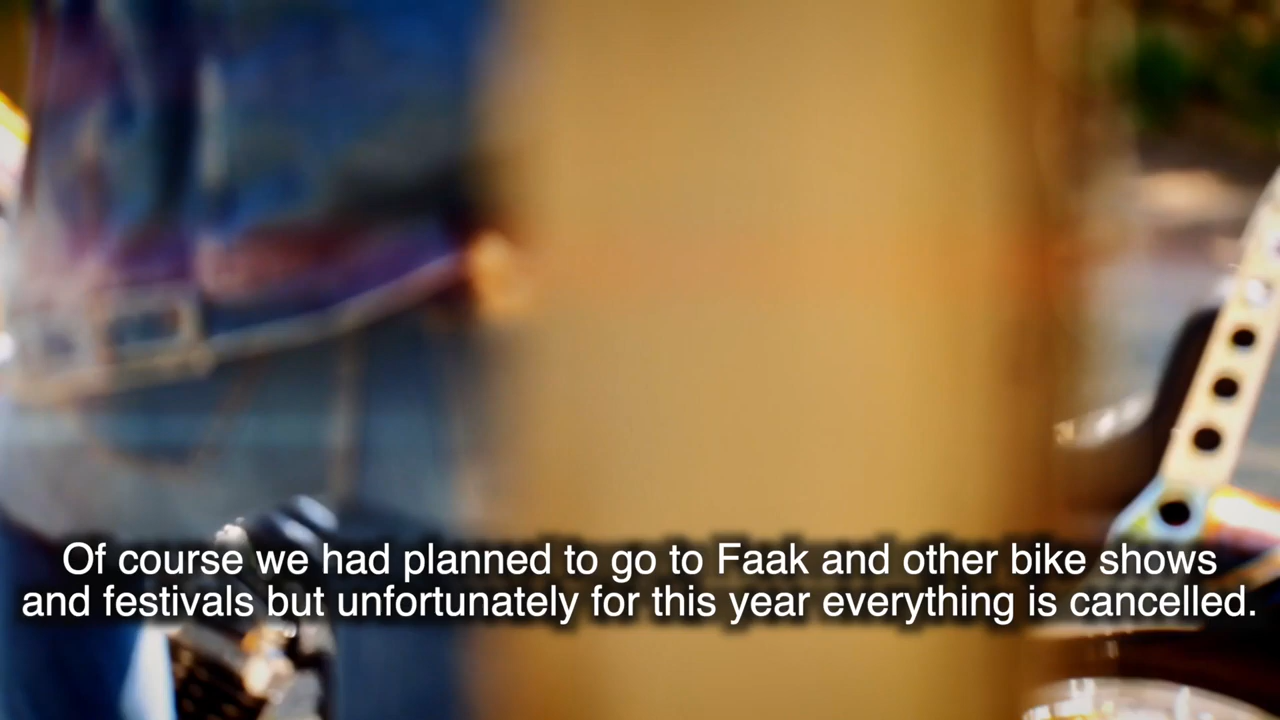 Of course we had planned to go to Faak and other bike shows
and festivals but unfortunately for this year everything is cancelled.